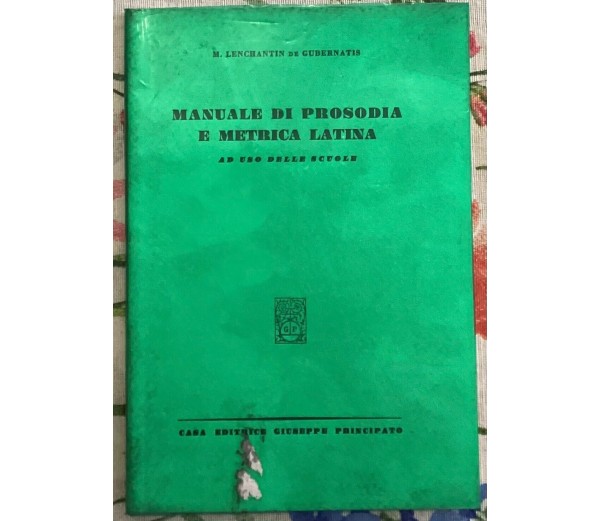 M. LENCHANTIN DE GUBERNATIS
MANUALE DI PROSODIA
E METRICA LATINA
AD USO DELLE SCUOLE
G P
CASA EDITRICE GIUSEPPE PRINCIPATO